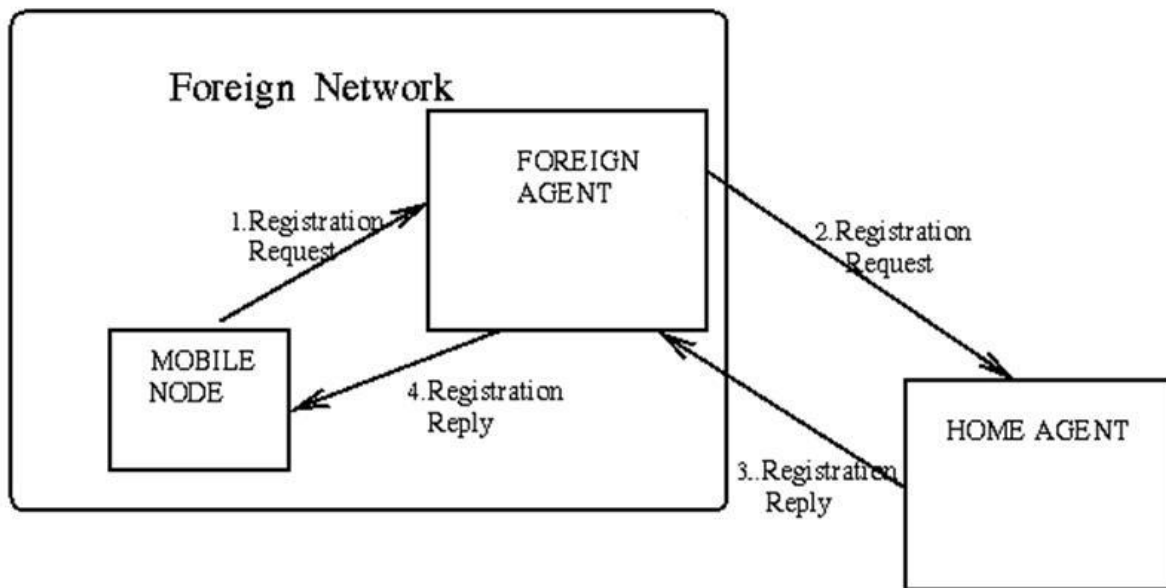 Foreign Network
FOREIGN
AGENT
1.Registration
Request
2.Registration
Request
MOBILE
NODE
4.Registration
Reply
HOME AGENT
3..Registration
Reply